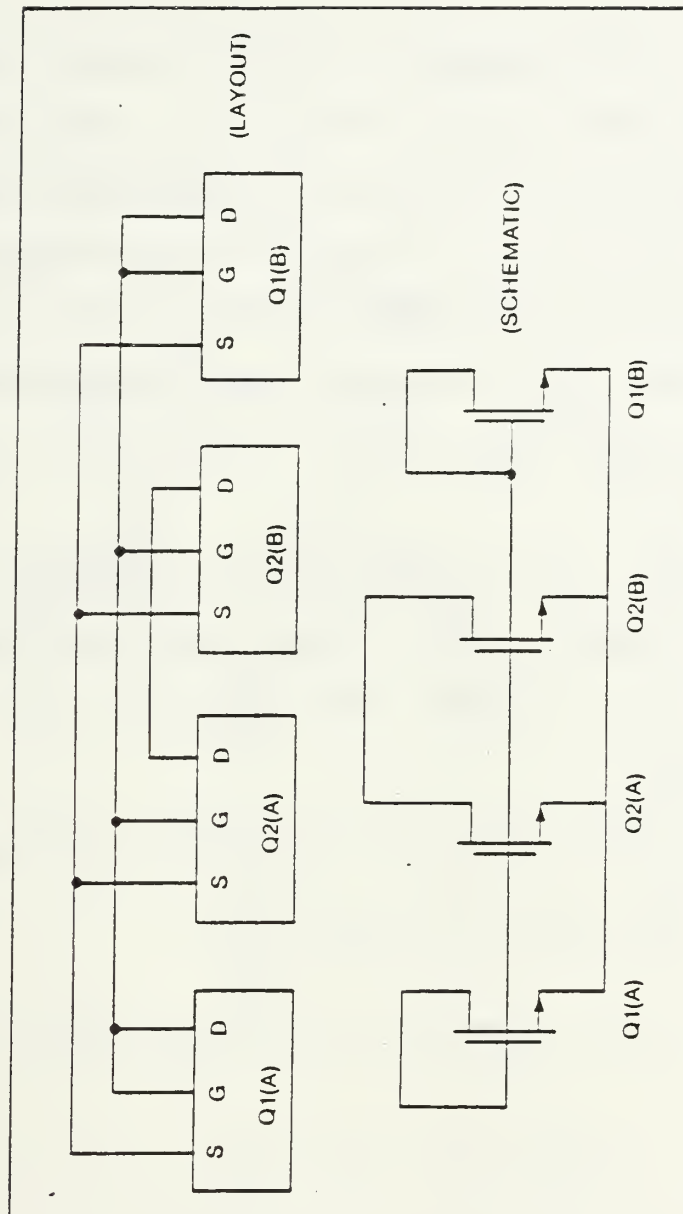 S G D S G D S G D S G D
Q1(A) Q2(A) Q2(B) Q1(B)
(LAYOUT)
(SCHEMATIC)
Q1(A) Q2(A) Q2(B) Q1(B)